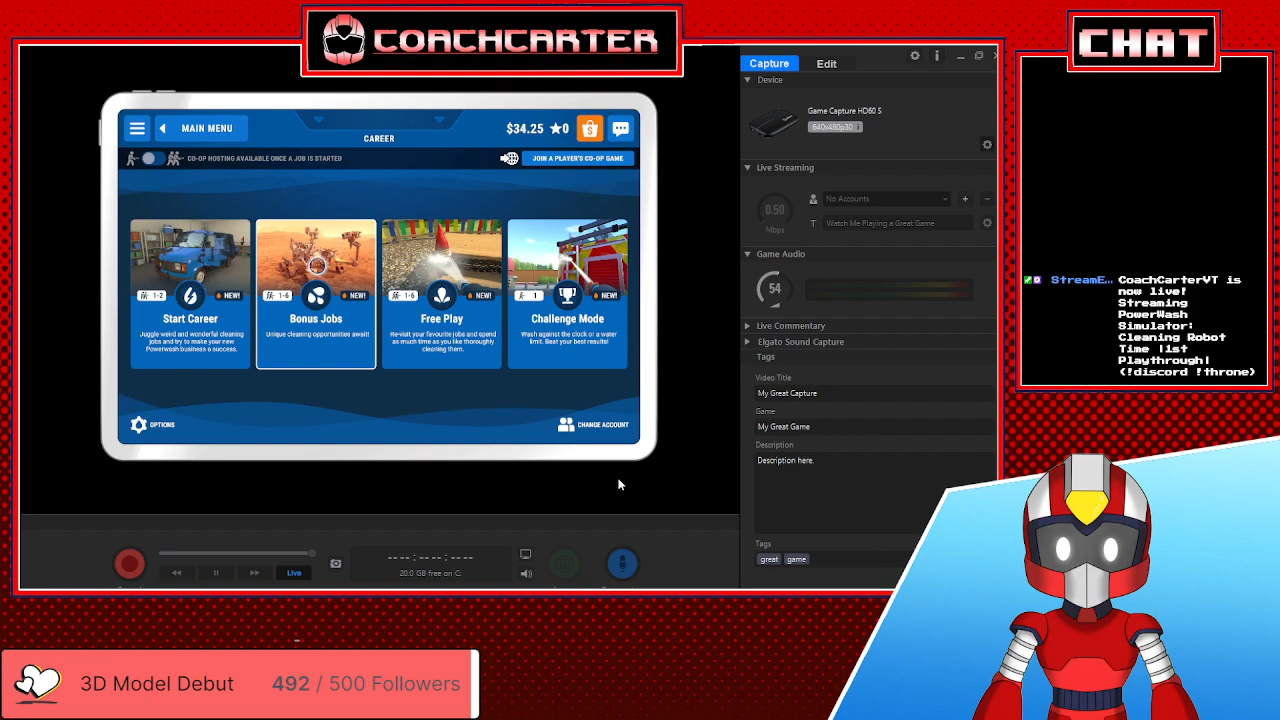 COACHCARTER
CHAT
MAIN MENU
CAREER
$34.25 ★0
CO-OP HOSTING AVAILABLE ONCE A JOB IS STARTED
JOIN A PLAYER'S CO-OP GAME
1-2
NEW!
Start Career
Juggle weird and wonderful cleaning
jobs and try to make your new
Powerwash business a success.
1-6
NEW!
Bonus Jobs
Unique cleaning opportunities await!
1-6
NEW!
Free Play
Re-visit your favourite jobs and spend
as much time as you like thoroughly
cleaning them.
1
NEW!
Challenge Mode
Wash against the clock or a water
limit. Beat your best results!
OPTIONS
CHANGE ACCOUNT
Capture
Edit
Device
Game Capture HD60 S
640x480p30
Live Streaming
0.50
Mbps
No Accounts
Watch Me Playing a Great Game
Game Audio
54
Live Commentary
Elgato Sound Capture
Tags
Video Title
My Great Capture
Game
My Great Game
Description
Description here.
Tags
great game
Live
--:--:--
20.0 GB free on C:
StreamE... CoachCarterVT is
now live!
Streaming
PowerWash
Simulator:
Cleaning Robot
Time 1st
Playthrough!
(!discord !throne)
3D Model Debut
492 / 500 Followers